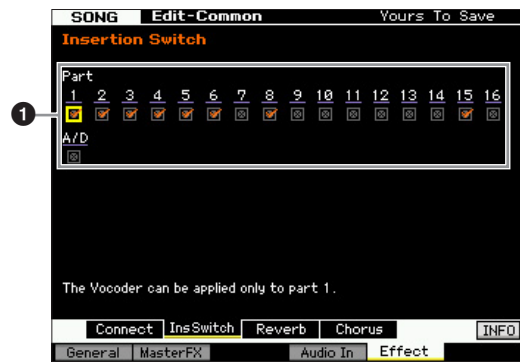 SONG Edit-Common Yours To Save
Insertion Switch
Part
1 2 3 4 5 6 7 8 9 10 11 12 13 14 15 16
1
A/D
The Vocoder can be applied only to part 1.
Connect InsSwitch Reverb Chorus INFO
General MasterFX Audio In Effect